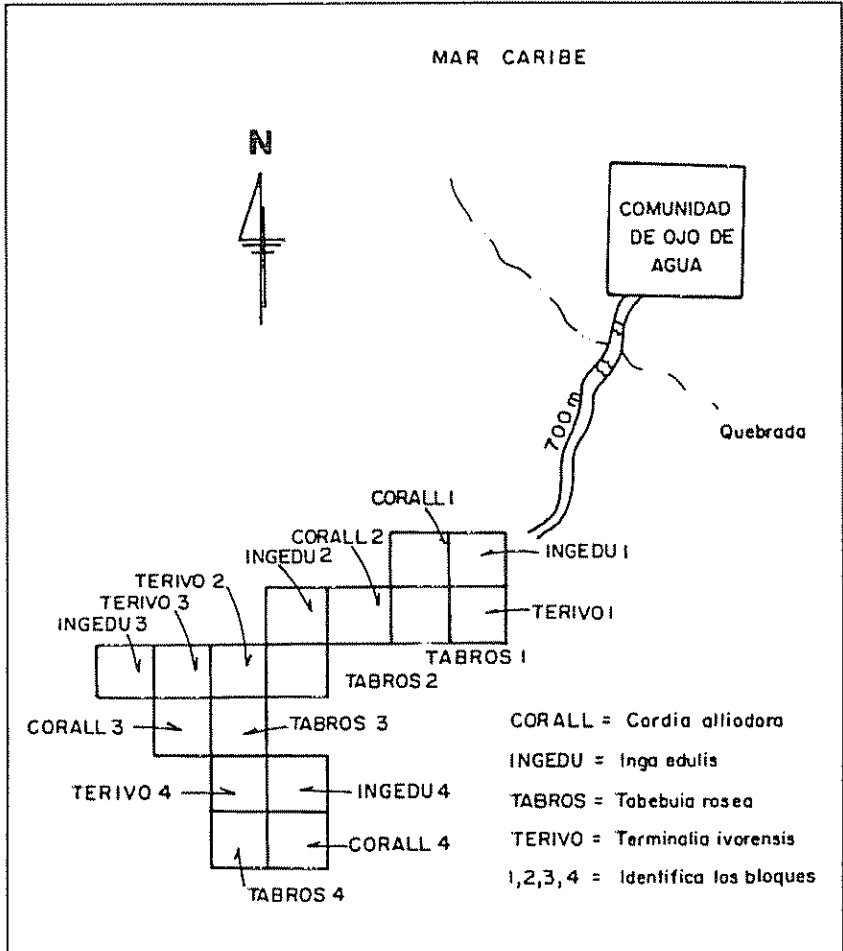 MAR CARIBE
N
COMUNIDAD
DE OJO DE
AGUA
700 m
Quebrada
CORALL 1
CORALL 2
INGEDU 2
INGEDU 1
TERIVO 2
TERIVO 3
INGEDU 3
TERIVO 1
TABROS 1
TABROS 2
CORALL 3
TABROS 3
TERIVO 4
INGEDU 4
CORALL 4
TABROS 4
CORALL = Cordia alliodora
INGEDU = Inga edulis
TABROS = Tabebuia rosea
TERIVO = Terminalia ivorensis
1,2,3,4 = Identifica los bloques